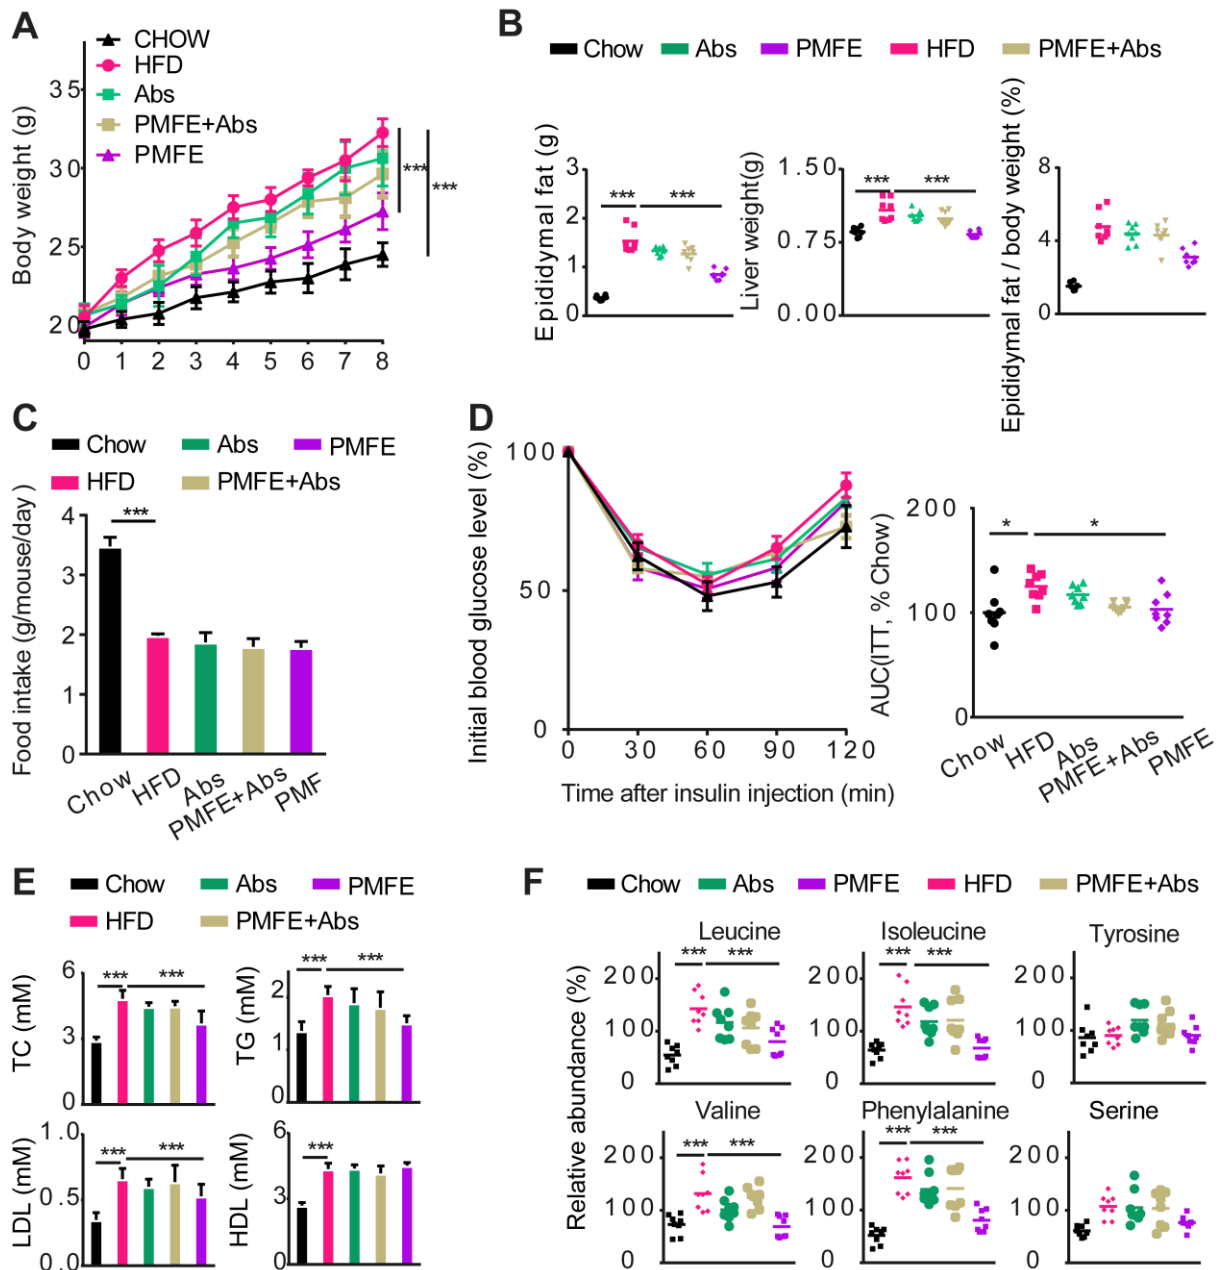 A
CHOW
HFD
Abs
PMFE+Abs
PMFE
Body weight (g)
35
30
25
20
0 1 2 3 4 5 6 7 8
***
***
B
Chow Abs PMFE HFD PMFE+Abs
Epididymal fat (g)
3
2
1
0
*** ***
Liver weight(g)
1.50
0.75
0.00
*** ***
Epididymal fat / body weight (%)
8
4
0
C
Chow Abs PMFE
HFD PMFE+Abs
Food intake (g/mouse/day)
4
3
2
1
0
***
Chow HFD Abs PMFE+Abs PMF
D
Initial blood glucose level (%)
100
50
0
0 30 60 90 120
Time after insulin injection (min)
AUC(ITT, % Chow)
200
100
0
* *
Chow HFD Abs PMFE+Abs PMFE
E
Chow Abs PMFE
HFD PMFE+Abs
TC (mM)
6
3
0
*** ***
TG (mM)
2
1
0
*** ***
LDL (mM)
1.0
0.5
0.0
*** ***
HDL (mM)
6
3
0
***
F
Chow Abs PMFE HFD PMFE+Abs
Relative abundance (%)
Leucine
200
100
0
*** ***
Isoleucine
200
100
0
*** ***
Tyrosine
200
100
0
Valine
200
100
0
*** ***
Phenylalanine
200
100
0
*** ***
Serine
200
100
0